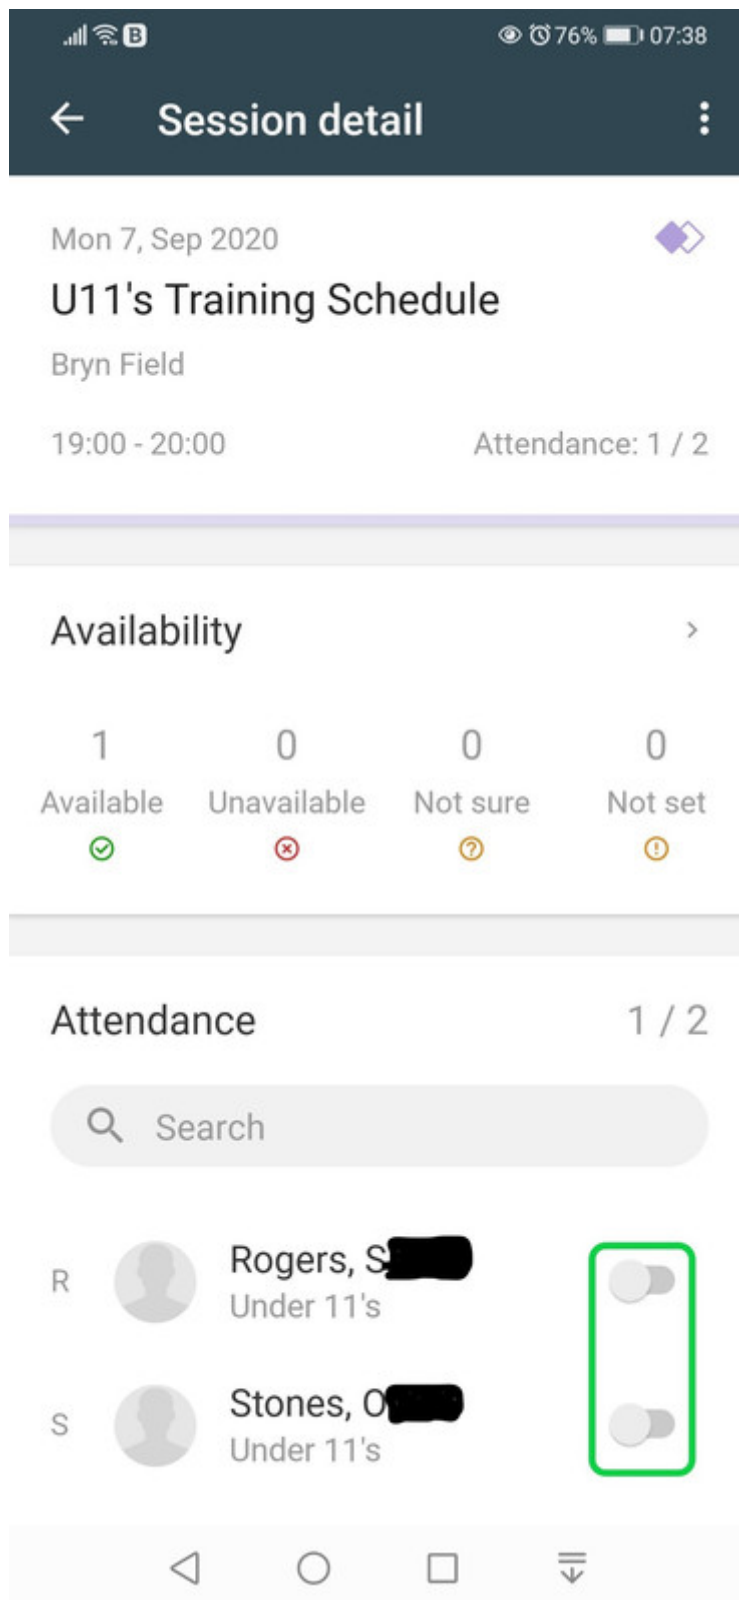 B 76% 07:38
Session detail
Mon 7, Sep 2020
U11's Training Schedule
Bryn Field
19:00 - 20:00 Attendance: 1 / 2
Availability
1 0 0 0
Available Unavailable Not sure Not set
Attendance 1 / 2
Search
R Rogers, S
Under 11's
S Stones, O
Under 11's